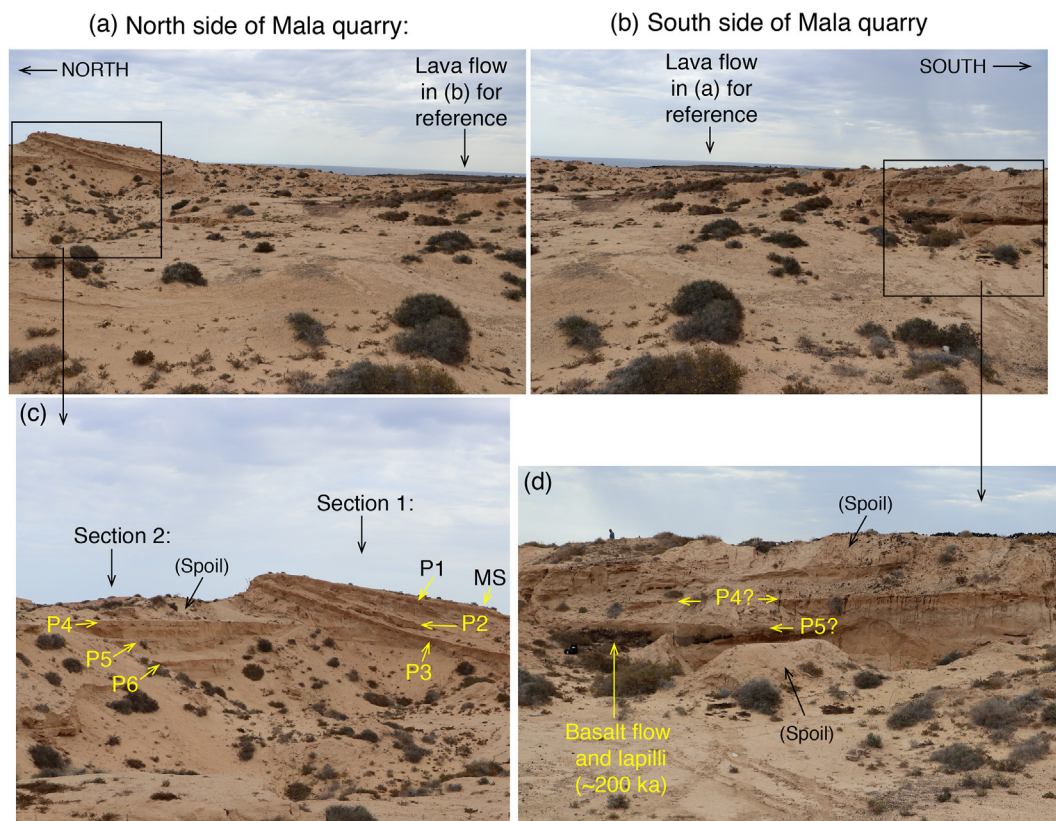 (a) North side of Mala quarry:
(b) South side of Mala quarry
NORTH
Lava flow
in (b) for
reference
Lava flow
in (a) for
reference
SOUTH
(c)
Section 1:
Section 2:
(Spoil)
P1
MS
P4
P2
P5
P3
P6
(d)
(Spoil)
P4?
P5?
Basalt flow
and lapilli
(~200 ka)
(Spoil)